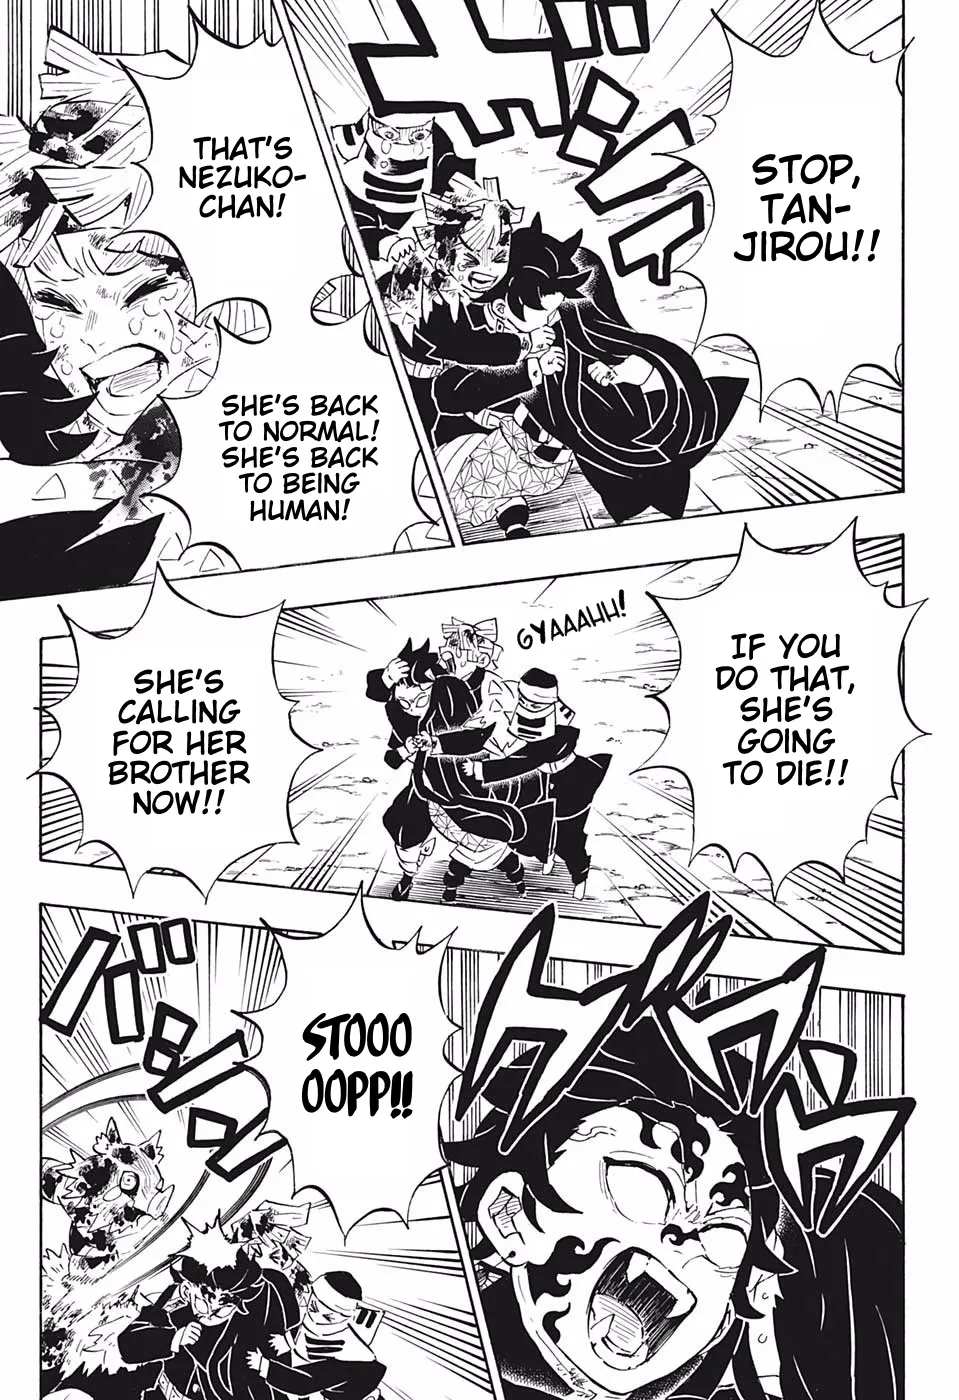 STOP,
TAN-
JIROU!!
THAT'S
NEZUKO-
CHAN!
SHE'S BACK
TO NORMAL!
SHE'S BACK
TO BEING
HUMAN!
IF YOU
DO THAT,
SHE'S
GOING
TO DIE!!
GYAAAHH!
SHE'S
CALLING
FOR HER
BROTHER
NOW!!
STOOO
OOPP!!